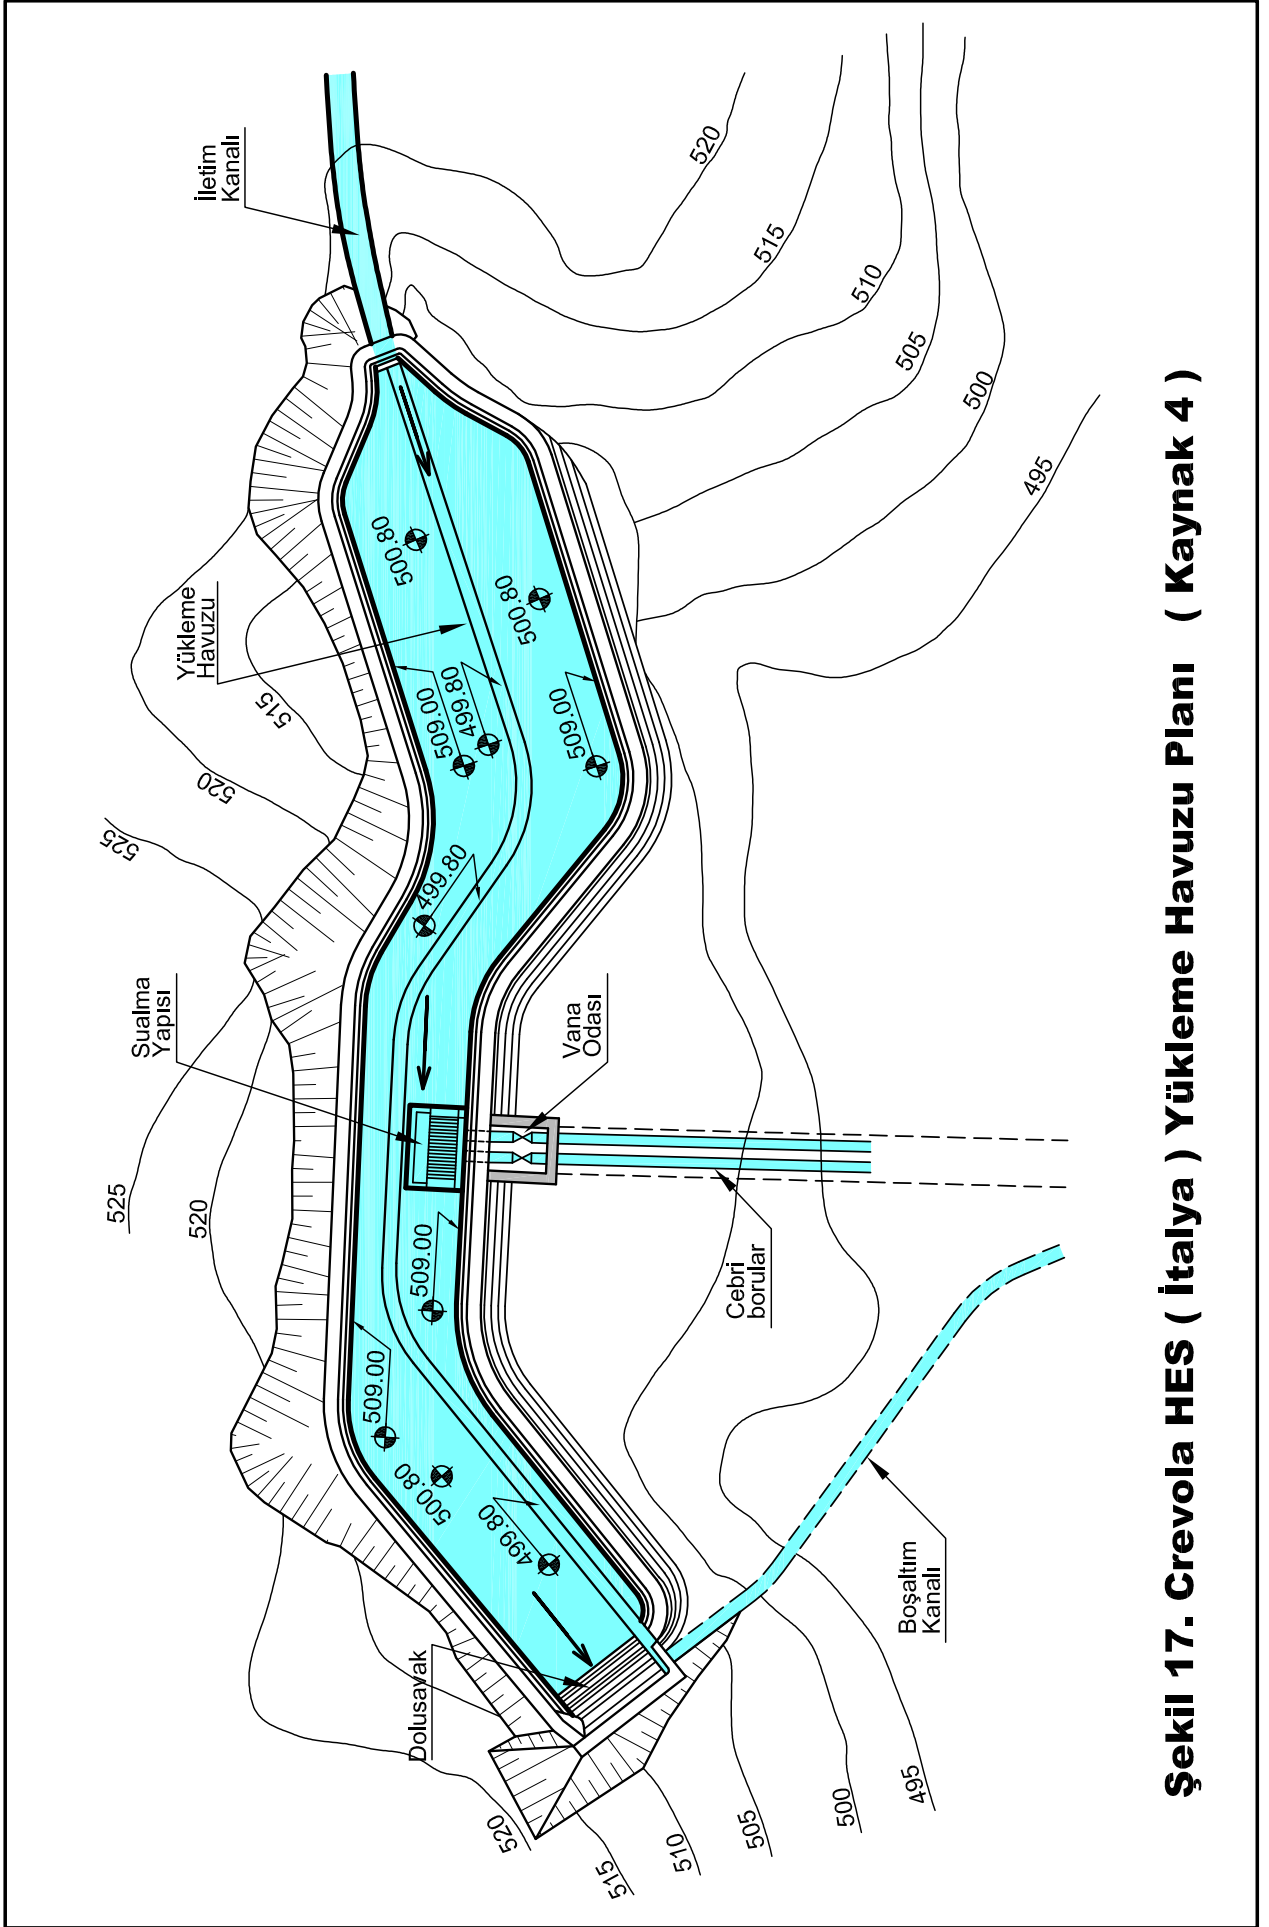 İletim
Kanalı
520
515
510
505
500
495
Yükleme
Havuzu
500.80
500.80
515
520
525
509.00
499.80
509.00
499.80
Sualma
Yapısı
Vana
Odası
525
520
509.00
Cebri
borular
509.00
500.80
499.80
Boşaltım
Kanalı
Dolusavak
520
515
510
505
500
495
Şekil 17. Crevola HES ( İtalya ) Yükleme Havuzu Planı ( Kaynak 4 )